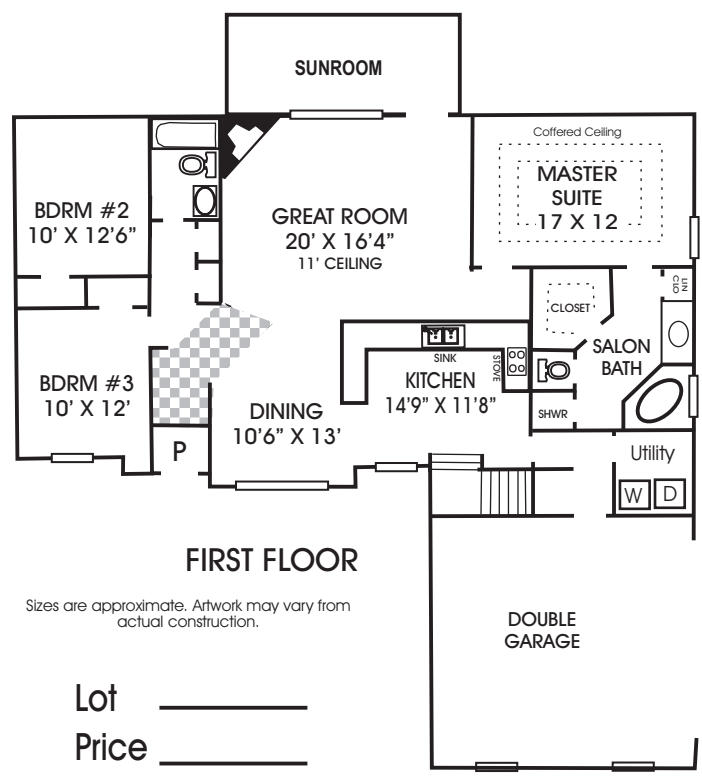 SUNROOM
Coffered Ceiling
MASTER
SUITE
17 X 12
BDRM #2
10' X 12'6”
GREAT ROOM
20' X 16'4”
11' CEILING
LIN
CLO
CLOSET
SALON
BATH
SINK
STOVE
KITCHEN
14'9” X 11'8”
BDRM #3
10' X 12'
DINING
10'6” X 13'
SHWR
P
Utility
W
D
FIRST FLOOR
Sizes are approximate. Artwork may vary from
actual construction.
DOUBLE
GARAGE
Lot
Price